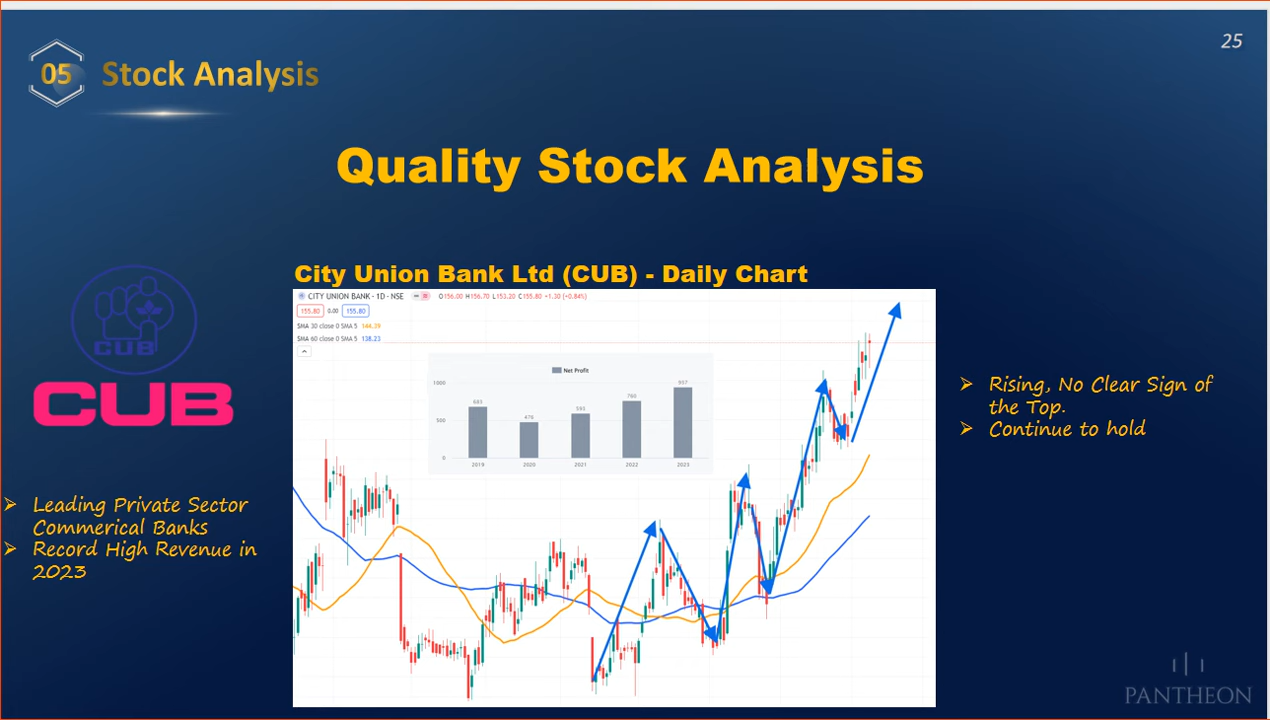 25
05
Stock Analysis
Quality Stock Analysis
City Union Bank Ltd (CUB) - Daily Chart
CITY UNION BANK · 1D · NSE O156.00 H156.70 L153.20 C155.80 +1.30 (+0.84%)
155.80 0.00 155.80
SMA 30 close 0 SMA 5 146.39
SMA 60 close 0 SMA 5 138.23
Net Profit
1000
500
0
683
476
593
760
937
2019
2020
2021
2022
2023
CUB
CUB
Leading Private Sector
Commerical Banks
Record High Revenue in
2023
Rising, No Clear Sign of
the Top.
Continue to hold
PANTHEON